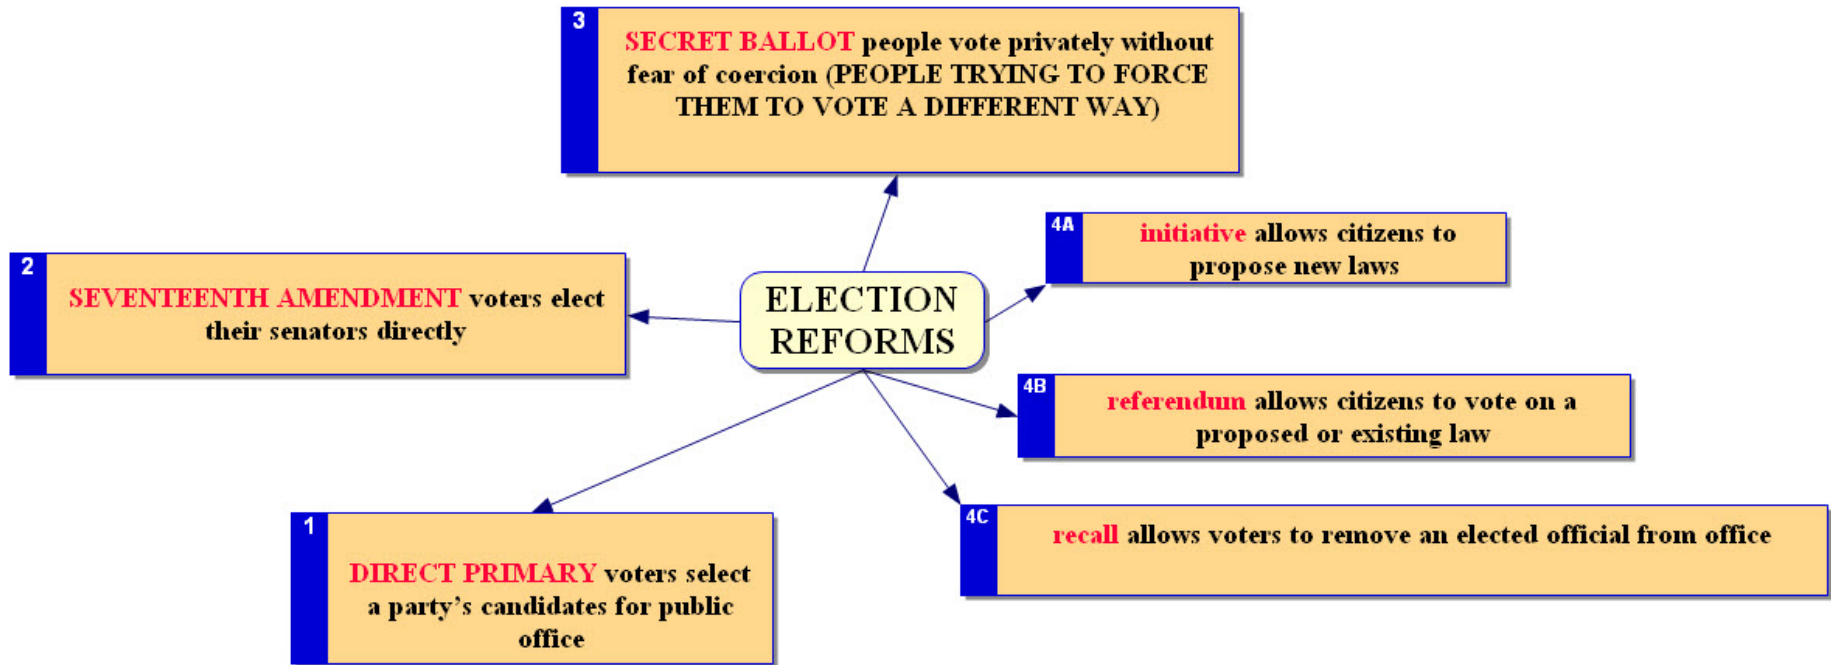 3
SECRET BALLOT people vote privately without
fear of coercion (PEOPLE TRYING TO FORCE
THEM TO VOTE A DIFFERENT WAY)
4A
initiative allows citizens to
propose new laws
2
SEVENTEENTH AMENDMENT voters elect
their senators directly
ELECTION
REFORMS
4B
referendum allows citizens to vote on a
proposed or existing law
4C
recall allows voters to remove an elected official from office
1
DIRECT PRIMARY voters select
a party's candidates for public
office